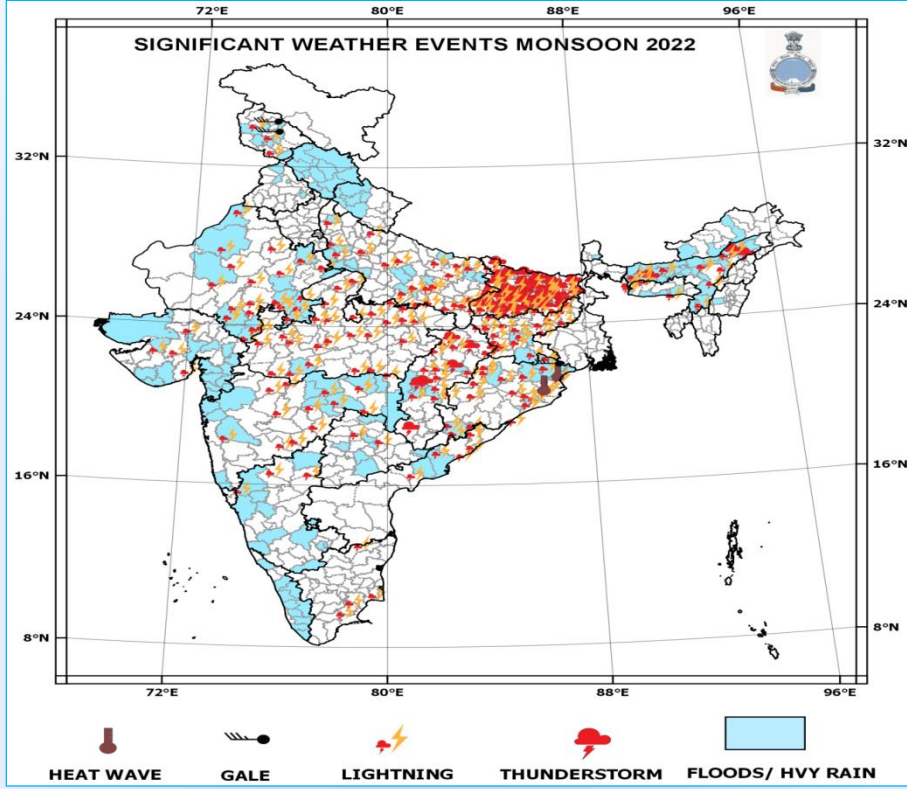 72°E 80°E 88°E 96°E
SIGNIFICANT WEATHER EVENTS MONSOON 2022
32°N 32°N
24°N 24°N
16°N 16°N
8°N 8°N
72°E 80°E 88°E 96°E
HEAT WAVE GALE LIGHTNING THUNDERSTORM FLOODS/ HVY RAIN